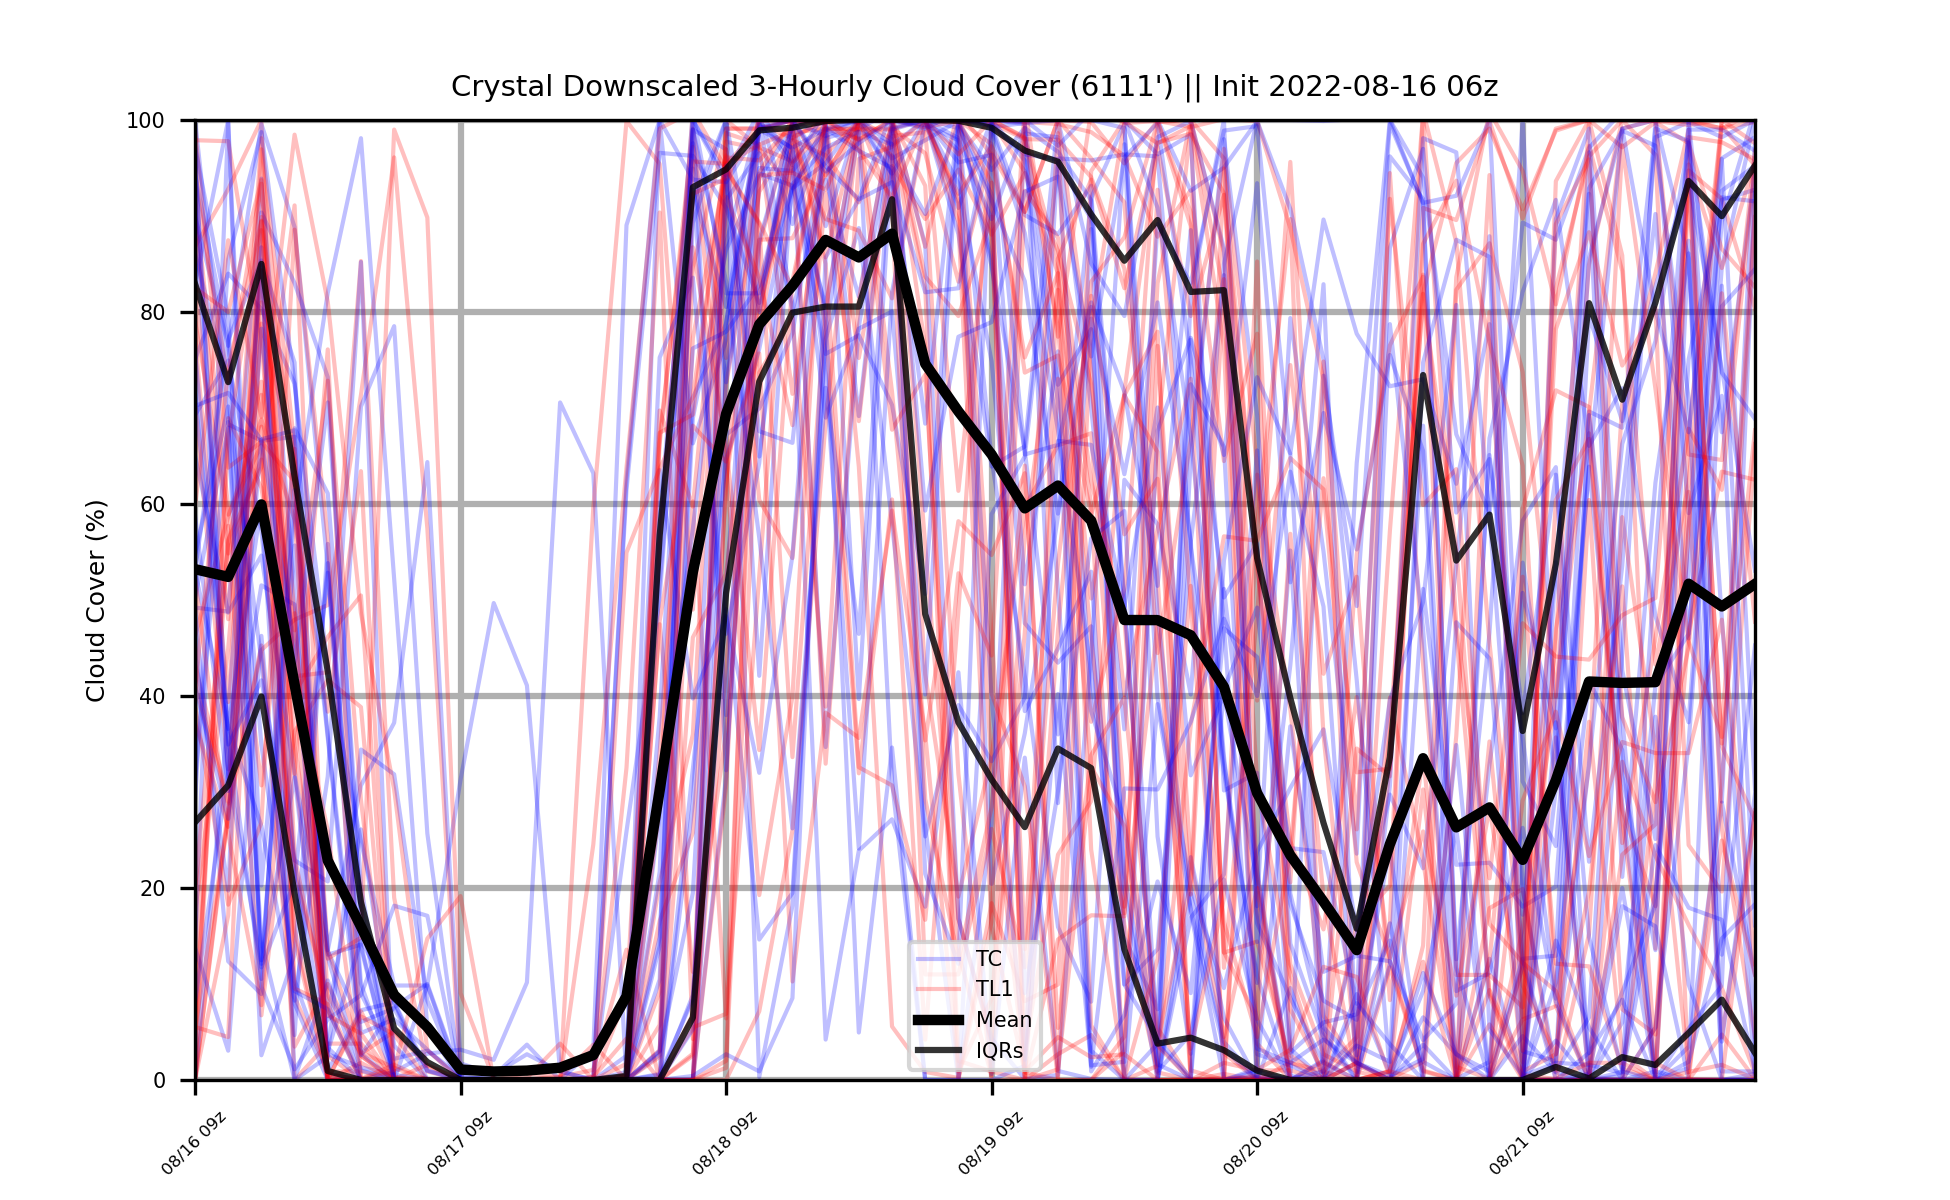 Crystal Downscaled 3-Hourly Cloud Cover (6111') || Init 2022-08-16 06z
100
80
60
40
20
0
Cloud Cover (%)
TC
TL1
Mean
IQRs
08/16 09z
08/17 09z
08/18 09z
08/19 09z
08/20 09z
08/21 09z